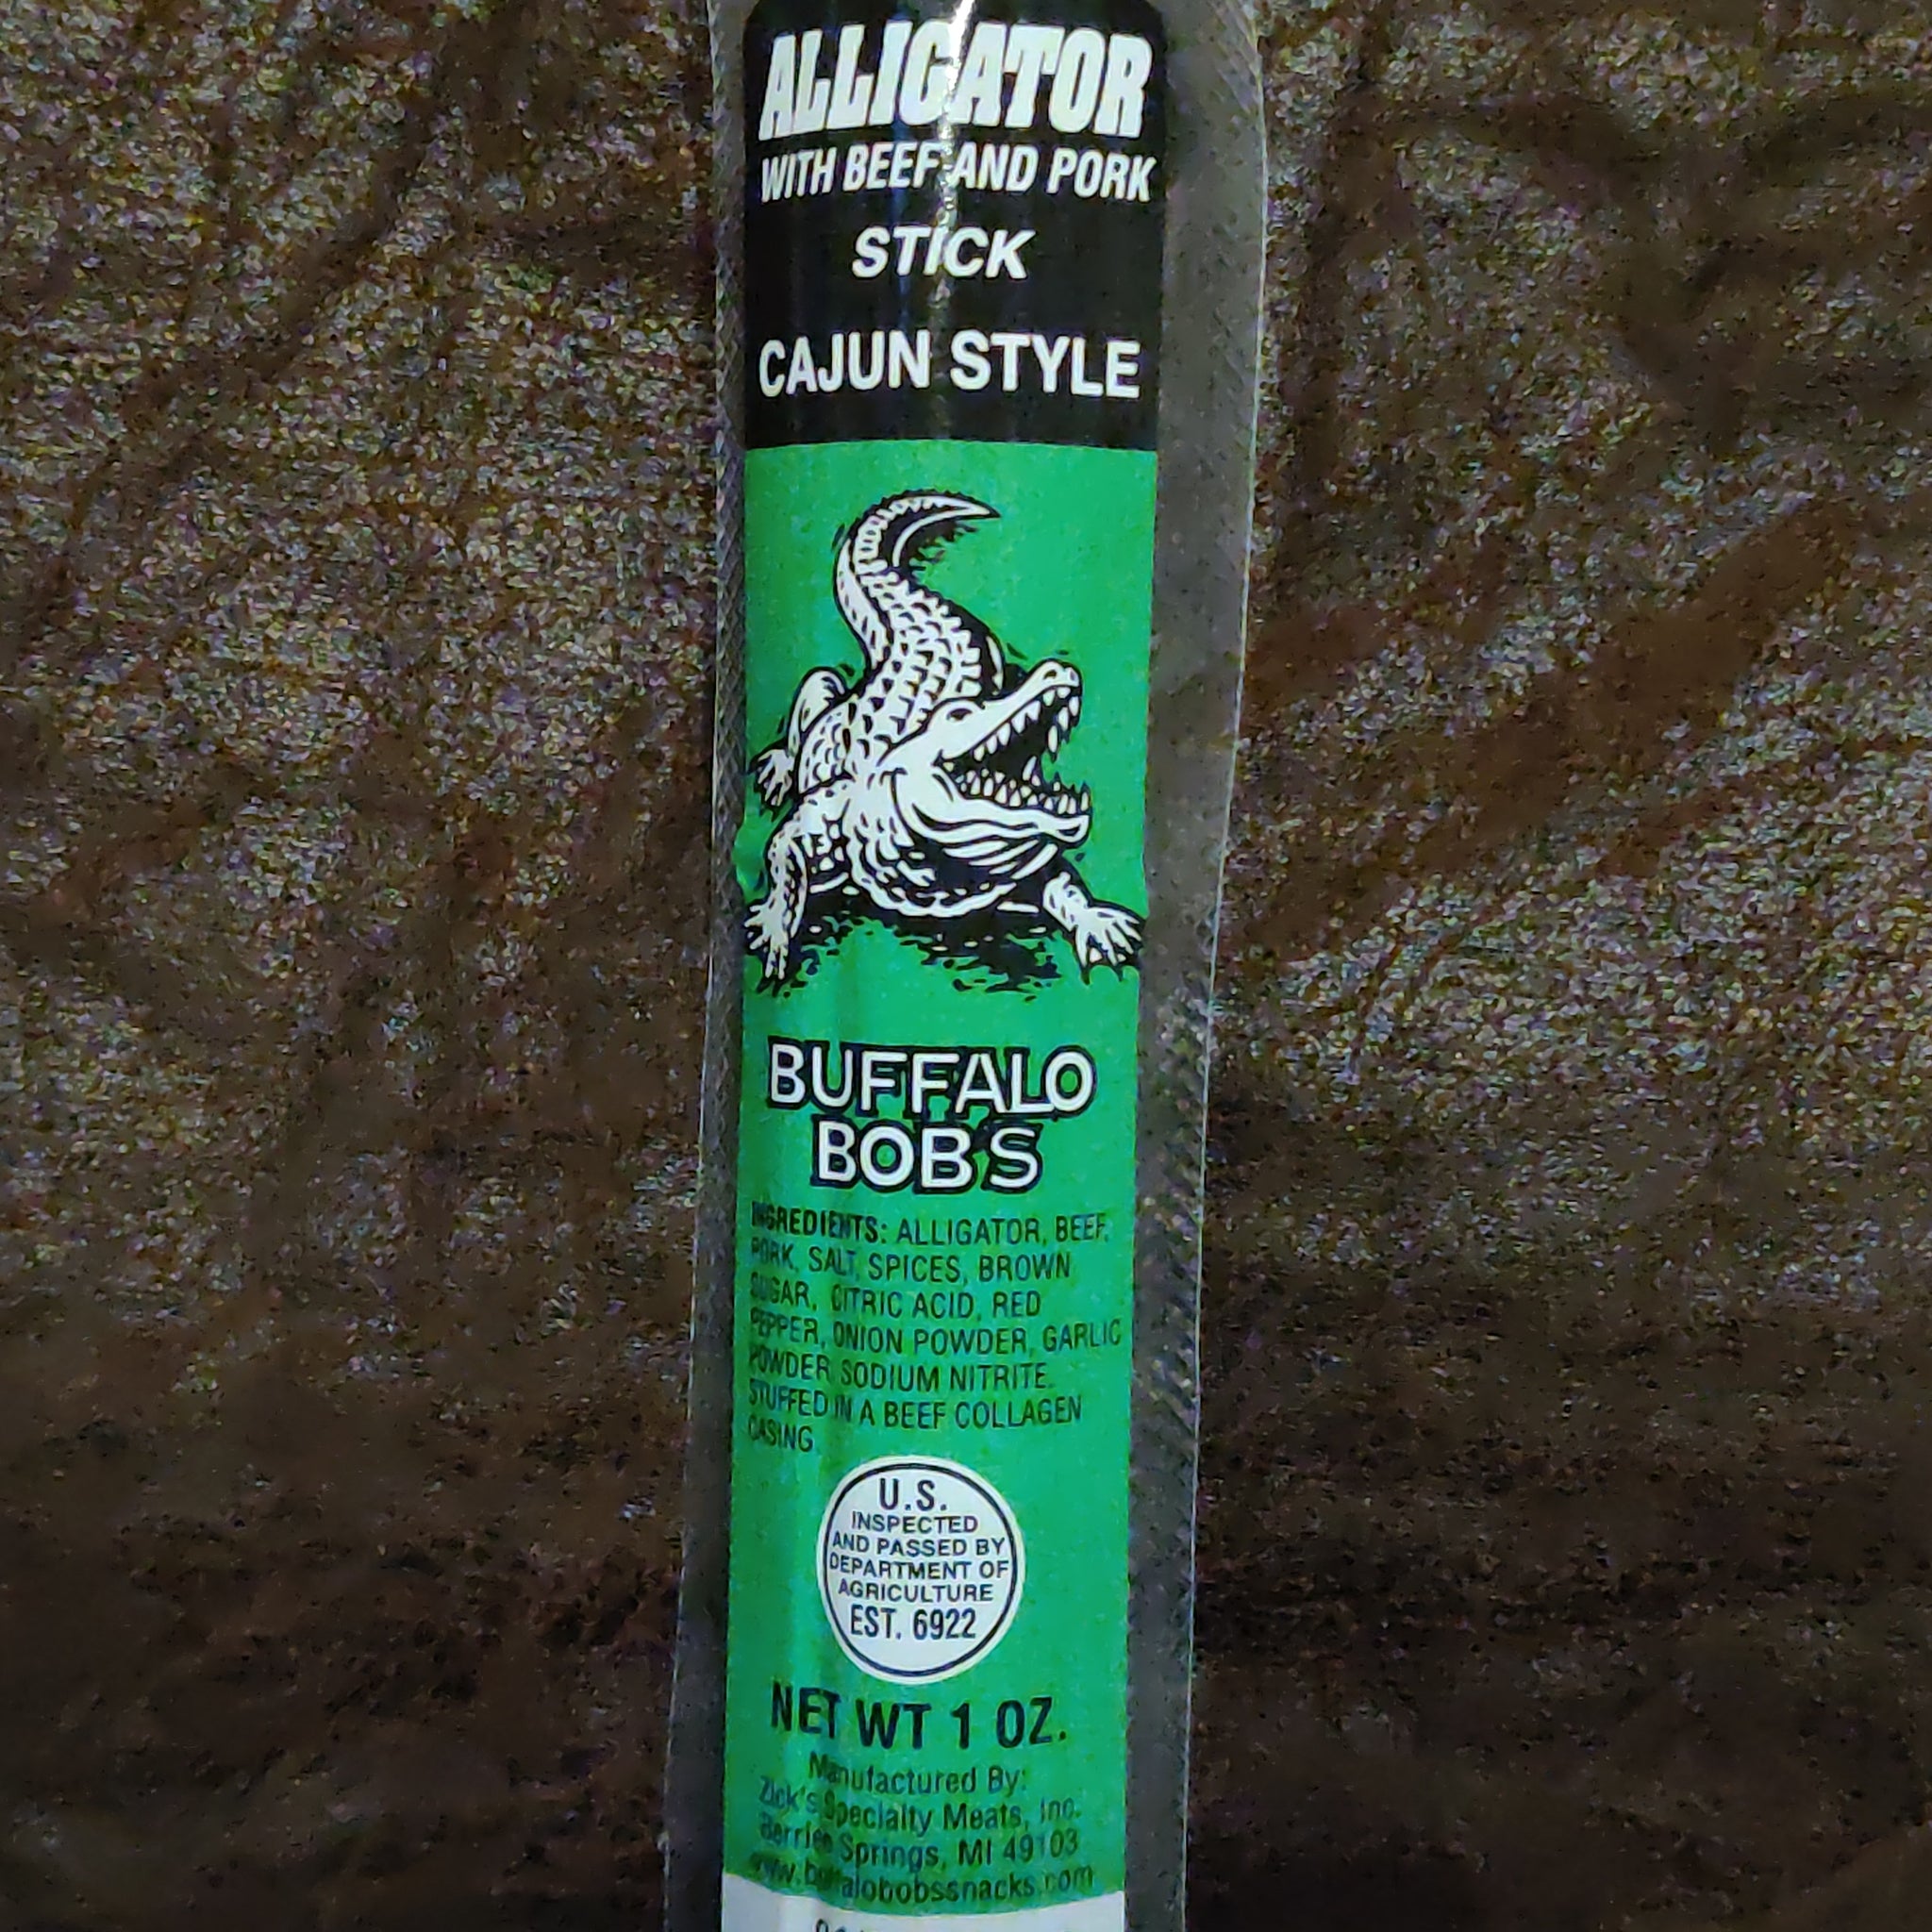 ALLIGATOR
WITH BEEF AND PORK
STICK
CAJUN STYLE
BUFFALO
BOB'S
INGREDIENTS: ALLIGATOR, BEEF,
PORK, SALT, SPICES, BROWN
SUGAR, CITRIC ACID, RED
PEPPER, ONION POWDER, GARLIC
POWDER, SODIUM NITRITE.
STUFFED IN A BEEF COLLAGEN
CASING
U.S.
INSPECTED
AND PASSED BY
DEPARTMENT OF
AGRICULTURE
EST. 6922
NET WT 1 OZ.
Manufactured By:
Zick's Specialty Meats, Inc.
Berrien Springs, MI 49103
www.buffalobobssnacks.com